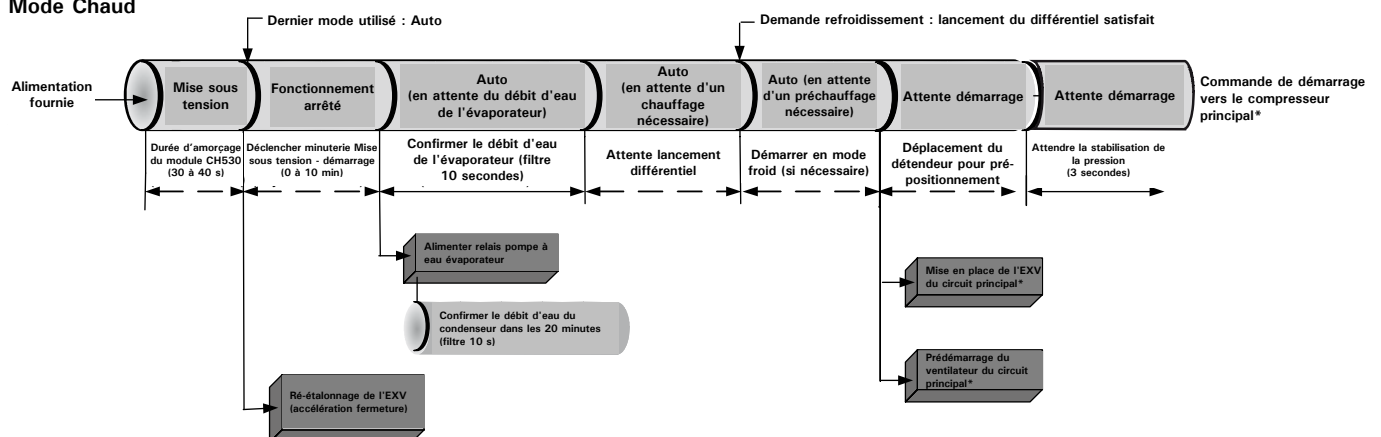 Mode Chaud
Dernier mode utilisé : Auto
Demande refroidissement : lancement du différentiel satisfait
Alimentation
fournie
Mise sous
tension
Fonctionnement
arrêté
Auto
(en attente du débit d'eau
de l'évaporateur)
Auto
(en attente d'un
chauffage
nécessaire)
Auto (en attente
d'un préchauffage
nécessaire)
Attente démarrage
Attente démarrage
Commande de démarrage
vers le compresseur
principal*
Durée d'amorçage
du module CH530
(30 à 40 s)
Déclencher minuterie Mise
sous tension - démarrage
(0 à 10 min)
Confirmer le débit d'eau
de l'évaporateur (filtre
10 secondes)
Attente lancement
différentiel
Démarrer en mode
froid (si nécessaire)
Déplacement du
détendeur pour pré-
positionnement
Attendre la stabilisation de
la pression
(3 secondes)
Alimenter relais pompe à
eau évaporateur
Confirmer le débit d'eau du
condenseur dans les 20 minutes
(filtre 10 s)
Mise en place de l'EXV
du circuit principal*
Prédémarrage du
ventilateur du circuit
principal*
Ré-étalonnage de l'EXV
(accélération fermeture)